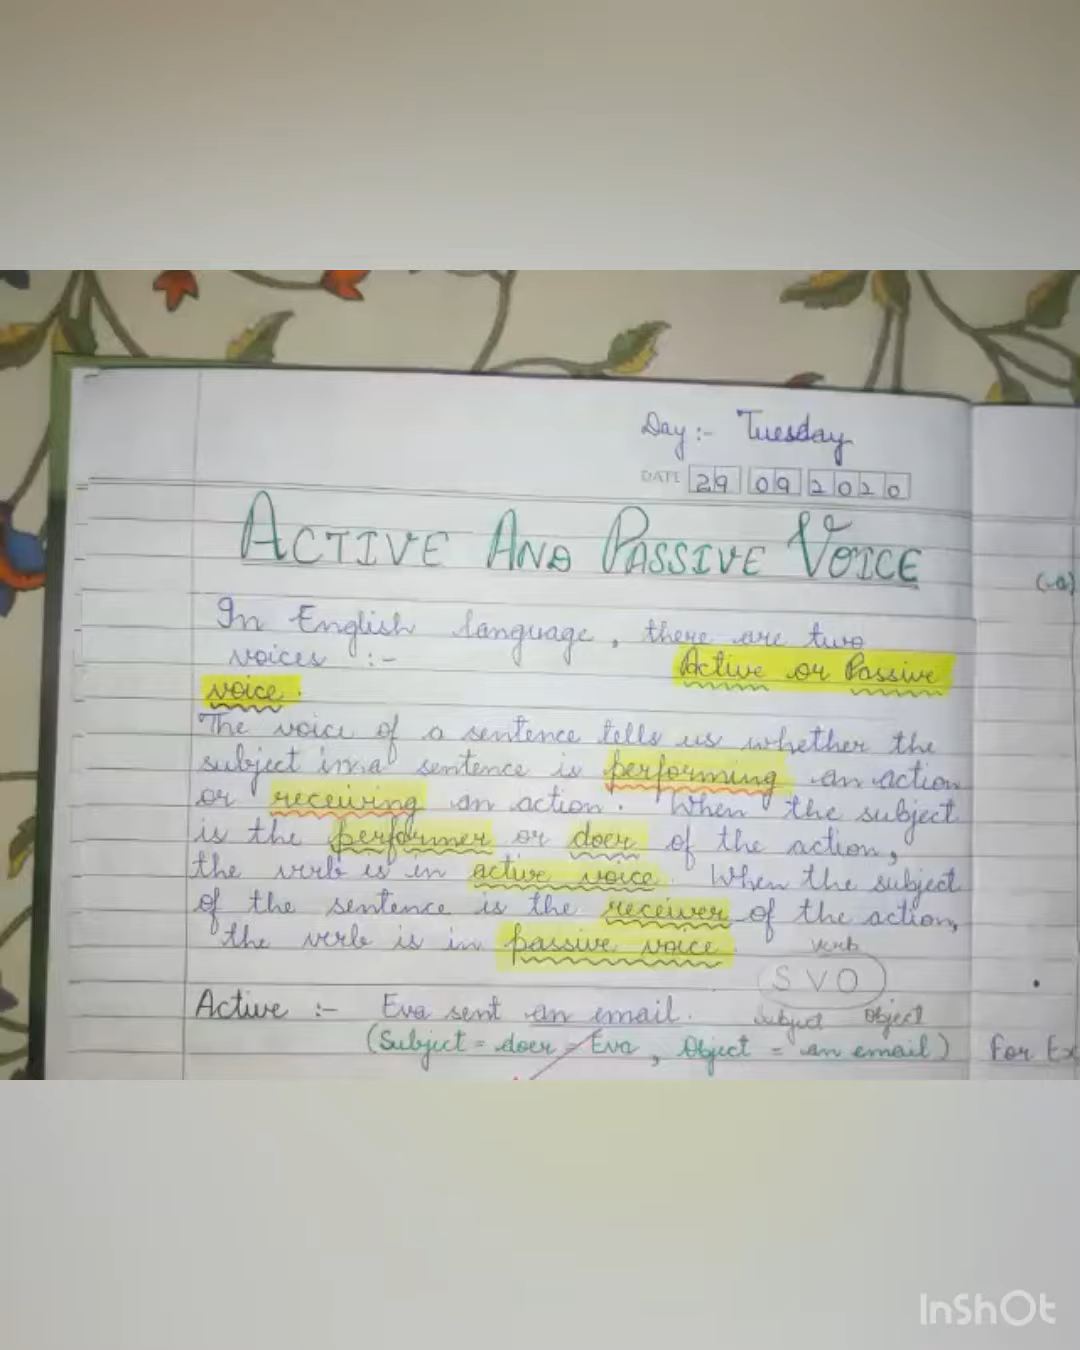 Day :- Tuesday
DATE 29 09 2020
ACTIVE AND PASSIVE VOICE
In English language, there are two
voices :- Active or Passive
voice.
The voice of a sentence tells us whether the
subject in a sentence is performing an action
or receiving an action. When the subject
is the performer or doer of the action,
the verb is in active voice. When the subject
of the sentence is the receiver of the action,
the verb is in passive voice
verb
SVO
subject object
Active :- Eva sent an email.
(Subject = doer = Eva, Object = an email)
For Ex
InShOt